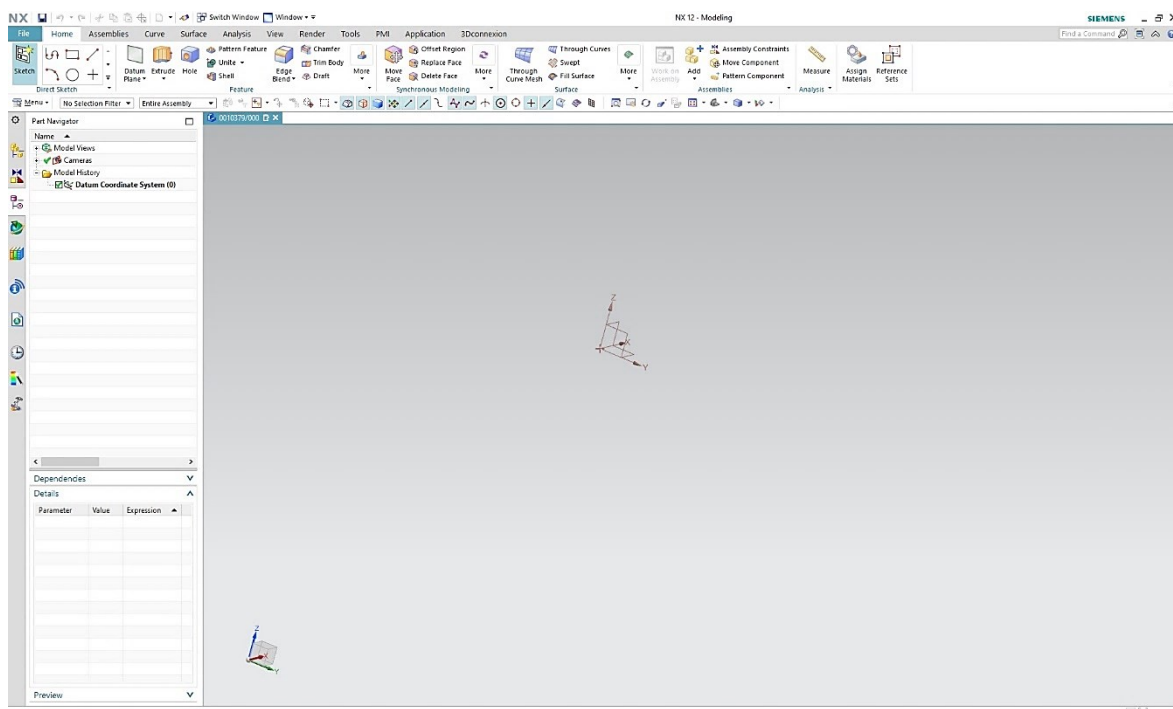 NX Switch Window Window NX 12 - Modeling SIEMENS
File Home Assemblies Curve Surface Analysis View Render Tools PMI Application 3Dconnexion Find a Command
Sketch
Direct Sketch
Datum Plane
Extrude
Hole
Pattern Feature
Unite
Shell
Edge Blend
Chamfer
Trim Body
Draft
More
Feature
Move Face
Offset Region
Replace Face
Delete Face
More
Synchronous Modeling
Through Curve Mesh
Through Curves
Swept
Fill Surface
More
Surface
Work on Assembly
Add
Assembly Constraints
Move Component
Pattern Component
Assemblies
Measure
Analysis
Assign Materials
Reference Sets
Menu No Selection Filter Entire Assembly
Part Navigator
0010379/000
Name
Model Views
Cameras
Model History
Datum Coordinate System (0)
Z
X
Y
Dependencies
Details
Parameter Value Expression
Z
X
Y
Preview